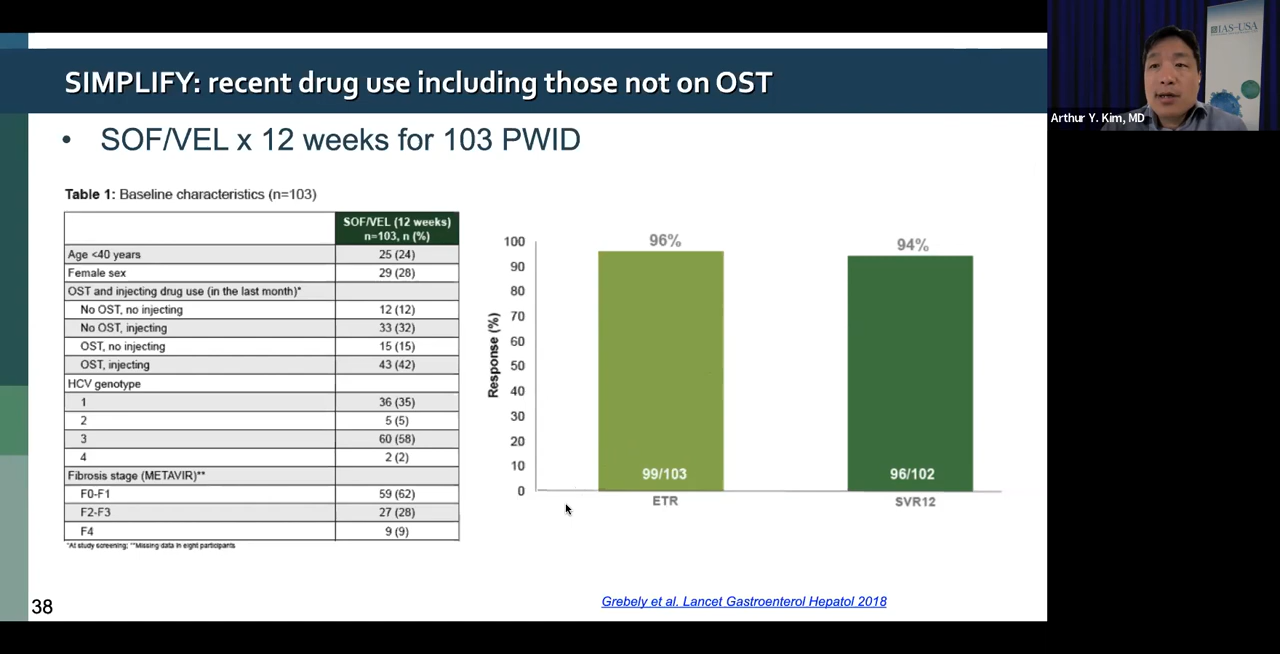 SIMPLIFY: recent drug use including those not on OST
• SOF/VEL x 12 weeks for 103 PWID
Table 1: Baseline characteristics (n=103)
SOF/VEL (12 weeks)
n=103, n (%)
Age <40 years 25 (24)
Female sex 29 (28)
OST and injecting drug use (in the last month)*
No OST, no injecting 12 (12)
No OST, injecting 33 (32)
OST, no injecting 15 (15)
OST, injecting 43 (42)
HCV genotype
1 36 (35)
2 5 (5)
3 60 (58)
4 2 (2)
Fibrosis stage (METAVIR)**
F0-F1 59 (62)
F2-F3 27 (28)
F4 9 (9)
*At study screening; **Missing data in eight participants
Response (%)
100
90
80
70
60
50
40
30
20
10
0
96%
94%
99/103
96/102
ETR
SVR12
Grebely et al. Lancet Gastroenterol Hepatol 2018
38
IAS-USA
Arthur Y. Kim, MD